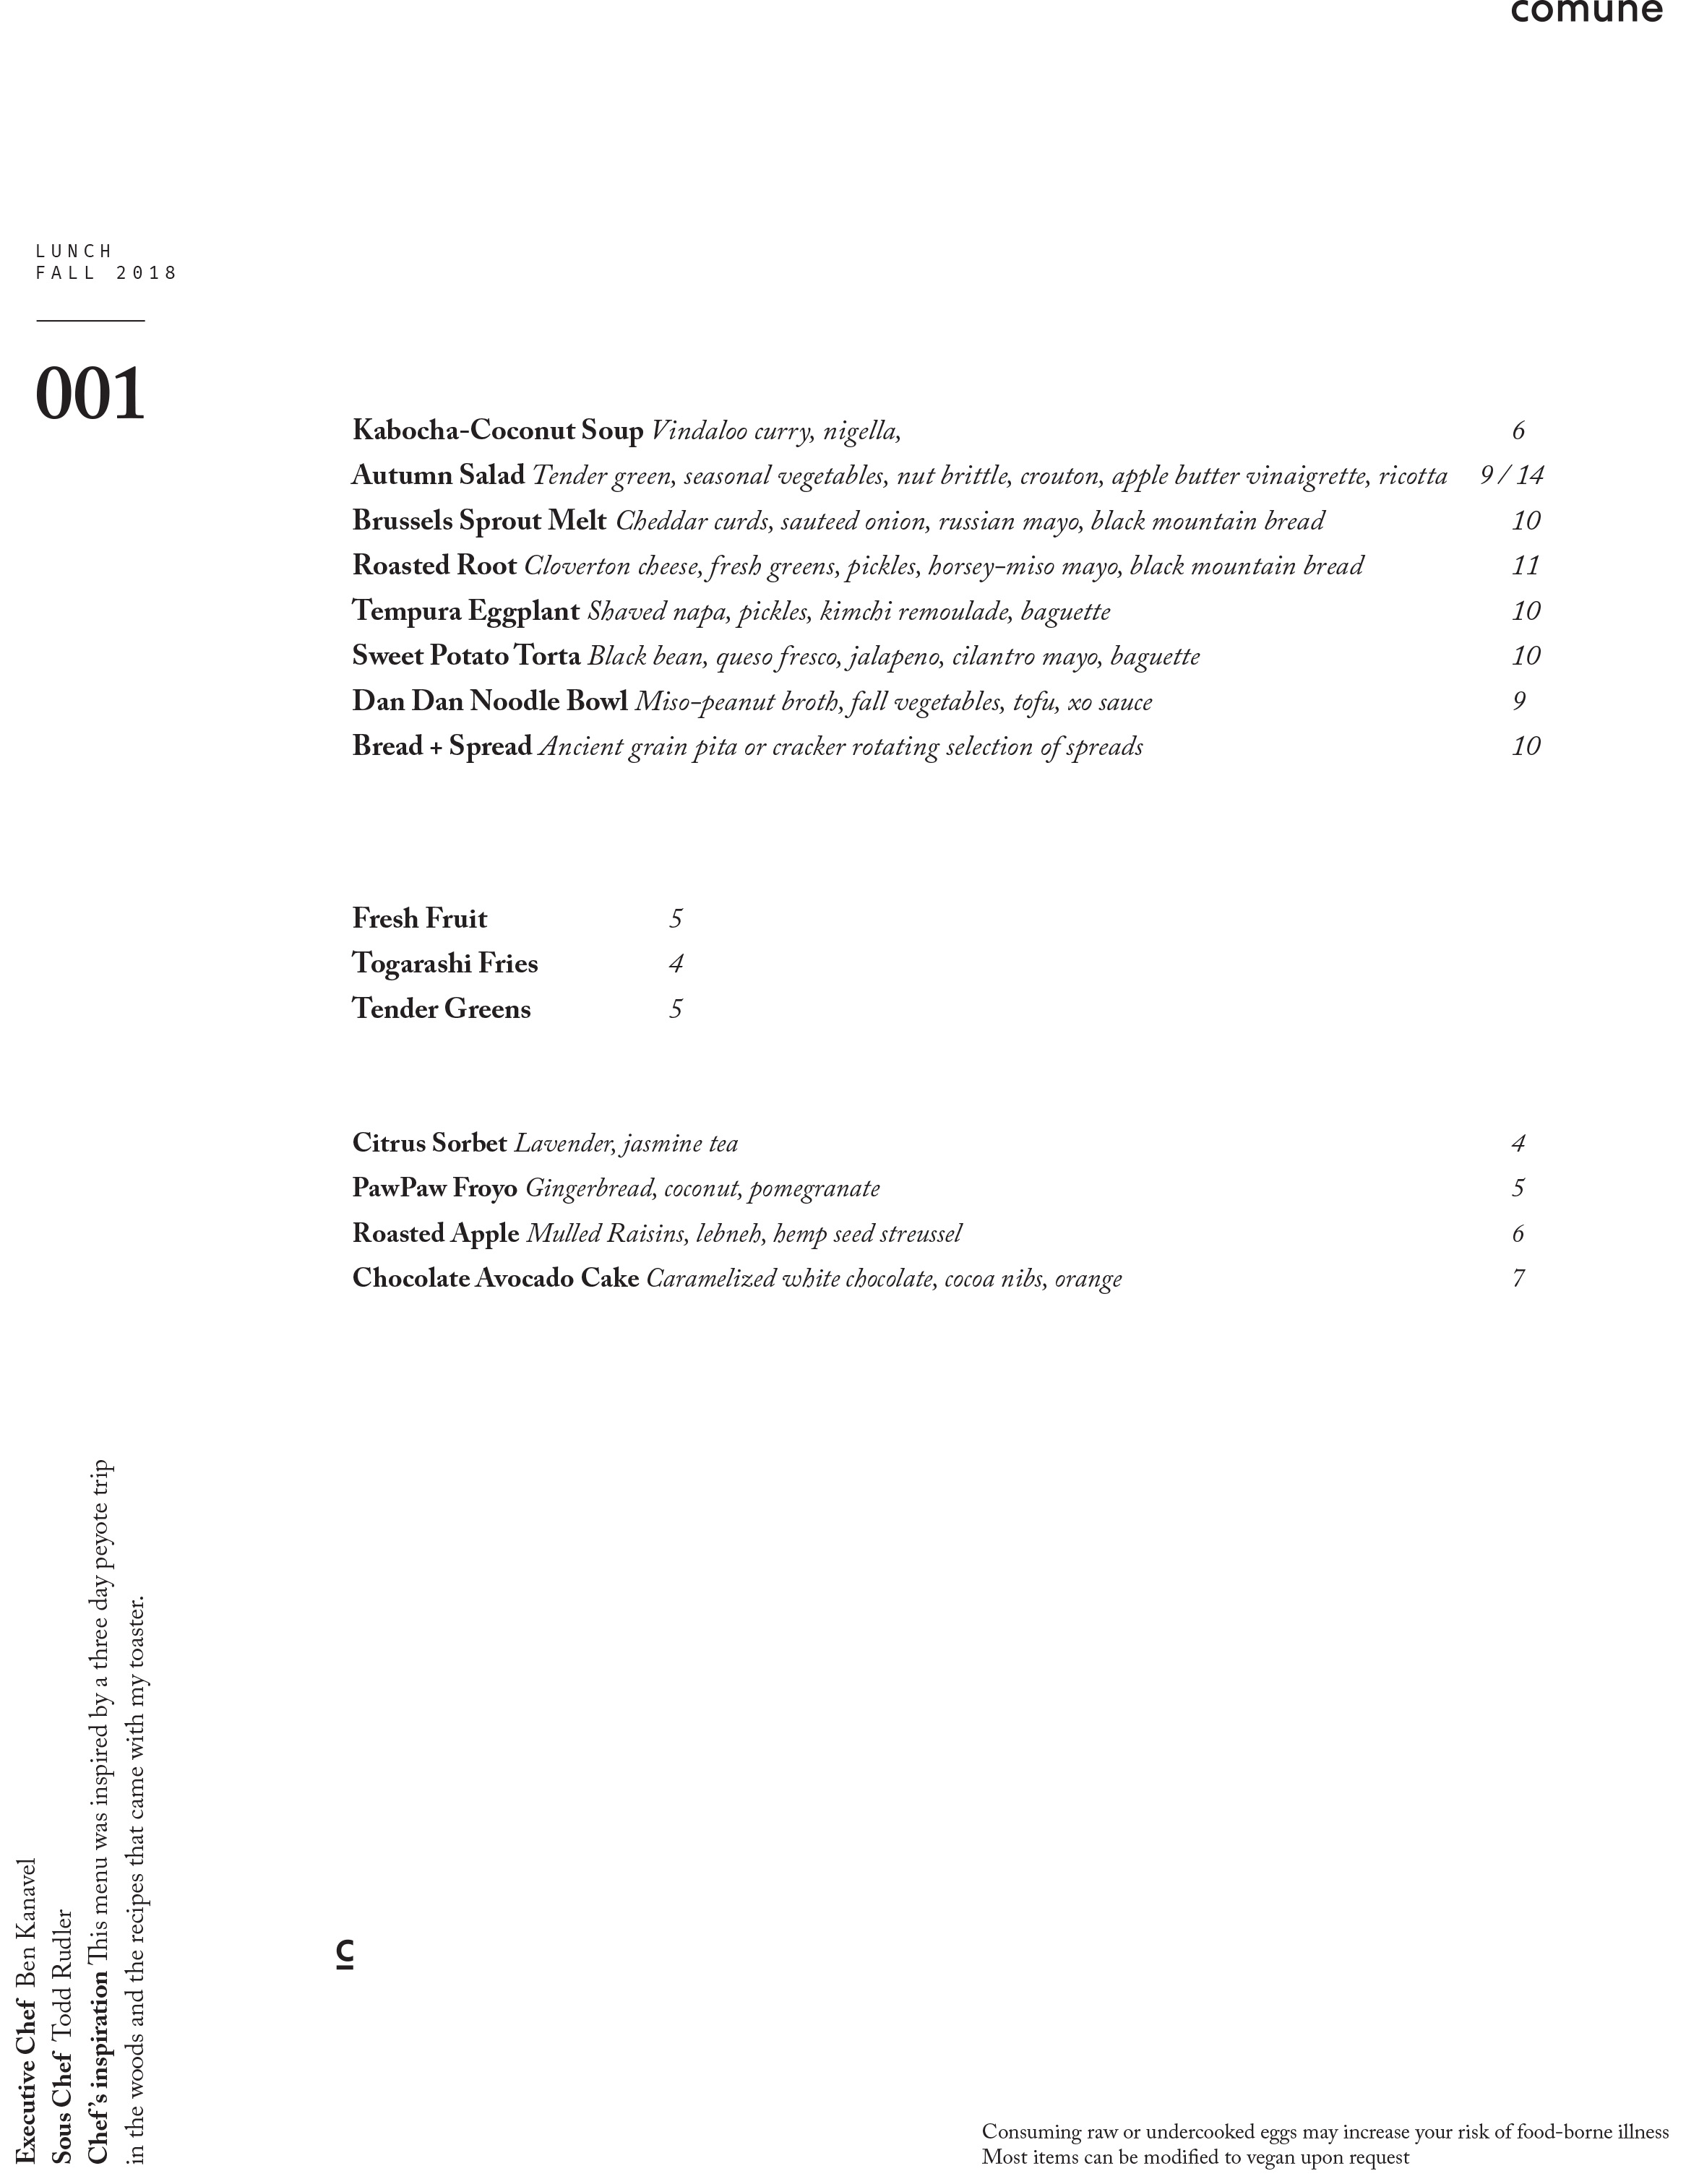 comune
LUNCH
FALL 2018
001
Kabocha-Coconut Soup Vindaloo curry, nigella, 6
Autumn Salad Tender green, seasonal vegetables, nut brittle, crouton, apple butter vinaigrette, ricotta 9 / 14
Brussels Sprout Melt Cheddar curds, sauteed onion, russian mayo, black mountain bread 10
Roasted Root Cloverton cheese, fresh greens, pickles, horsey-miso mayo, black mountain bread 11
Tempura Eggplant Shaved napa, pickles, kimchi remoulade, baguette 10
Sweet Potato Torta Black bean, queso fresco, jalapeno, cilantro mayo, baguette 10
Dan Dan Noodle Bowl Miso-peanut broth, fall vegetables, tofu, xo sauce 9
Bread + Spread Ancient grain pita or cracker rotating selection of spreads 10
Fresh Fruit 5
Togarashi Fries 4
Tender Greens 5
Citrus Sorbet Lavender, jasmine tea 4
PawPaw Froyo Gingerbread, coconut, pomegranate 5
Roasted Apple Mulled Raisins, lebneh, hemp seed streussel 6
Chocolate Avocado Cake Caramelized white chocolate, cocoa nibs, orange 7
Executive Chef Ben Kanavel
Sous Chef Todd Rudler
Chef's inspiration This menu was inspired by a three day peyote trip
in the woods and the recipes that came with my toaster.
c
Consuming raw or undercooked eggs may increase your risk of food-borne illness
Most items can be modified to vegan upon request